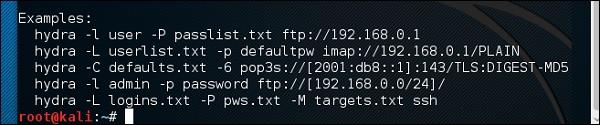 Examples:
hydra -l user -P passlist.txt ftp://192.168.0.1
hydra -L userlist.txt -p defaultpw imap://192.168.0.1/PLAIN
hydra -C defaults.txt -6 pop3s://[2001:db8::1]:143/TLS:DIGEST-MD5
hydra -l admin -p password ftp://[192.168.0.0/24]/
hydra -L logins.txt -P pws.txt -M targets.txt ssh
root@kali:~#